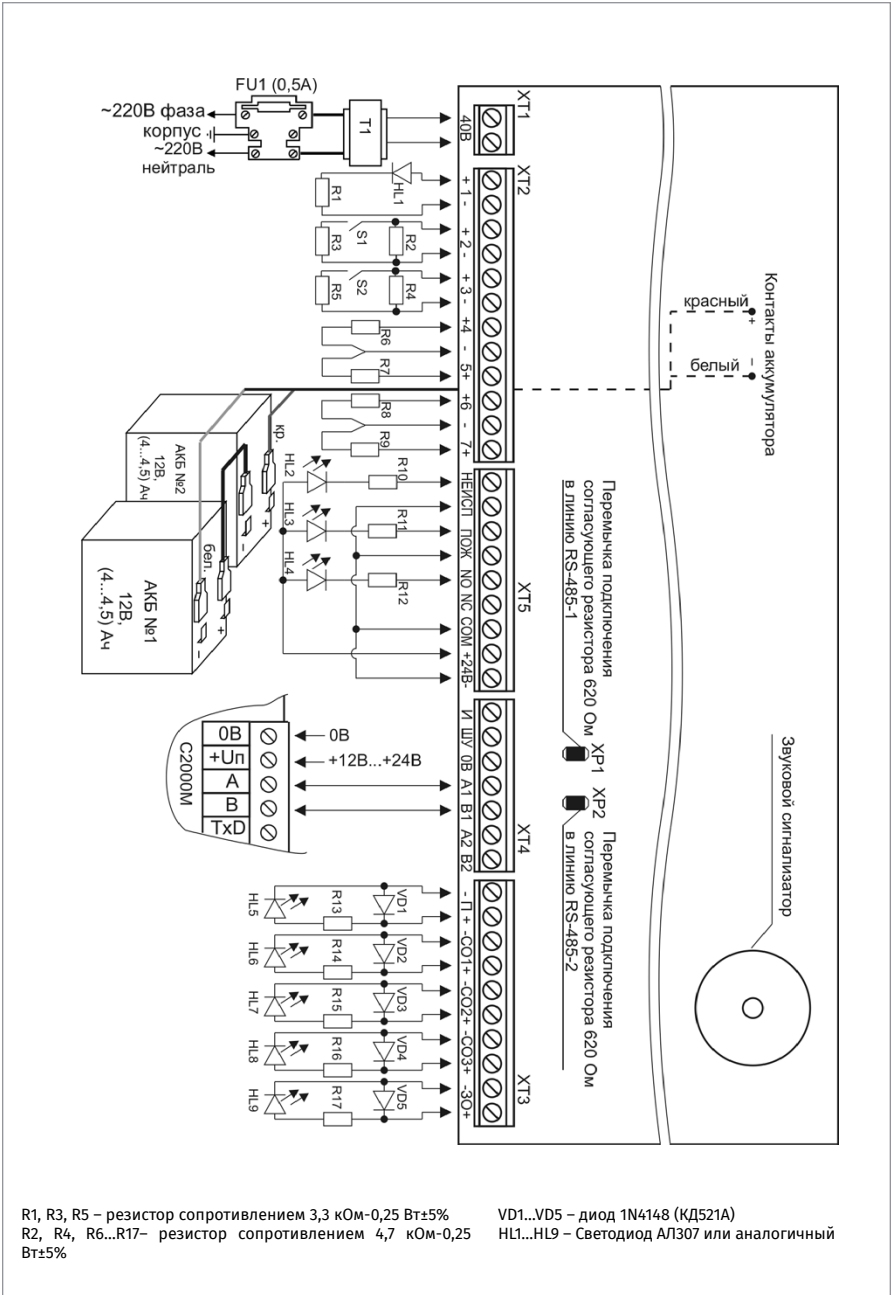 FU1 (0,5А)
~220В фаза
корпус
~220В
нейтраль
T1
40В
XT1
XT2
+ 1 -
+ 2 -
+ 3 -
+4 - 5+
+6 - 7+
HL1
R1
R3
S1
R2
R5
S2
R4
R6
R7
R8
R9
Контакты аккумулятора
красный
+
белый
–
кр.
бел.
АКБ №2
12В,
(4...4,5) Ач
- +
АКБ №1
12В,
(4...4,5) Ач
- +
HL2
HL3
HL4
R10
R11
R12
НЕИСП ПОЖ NO NC COM +24В-
XT5
Перемычка подключения
согласующего резистора 620 Ом
в линию RS-485-1
XP1
XP2
Перемычка подключения
согласующего резистора 620 Ом
в линию RS-485-2
Звуковой сигнализатор
0В
+Uп
A
B
TxD
С2000М
0В
+12В...+24В
И ШУ 0В A1 B1 A2 B2
XT4
HL5
R13
VD1
HL6
R14
VD2
HL7
R15
VD3
HL8
R16
VD4
HL9
R17
VD5
- П + -СО1+ -СО2+ -СО3+ -ЗО+
XT3
R1, R3, R5 – резистор сопротивлением 3,3 кОм-0,25 Вт±5%
R2, R4, R6...R17– резистор сопротивлением 4,7 кОм-0,25
Вт±5%
VD1...VD5 – диод 1N4148 (КД521А)
HL1...HL9 – Светодиод АЛ307 или аналогичный